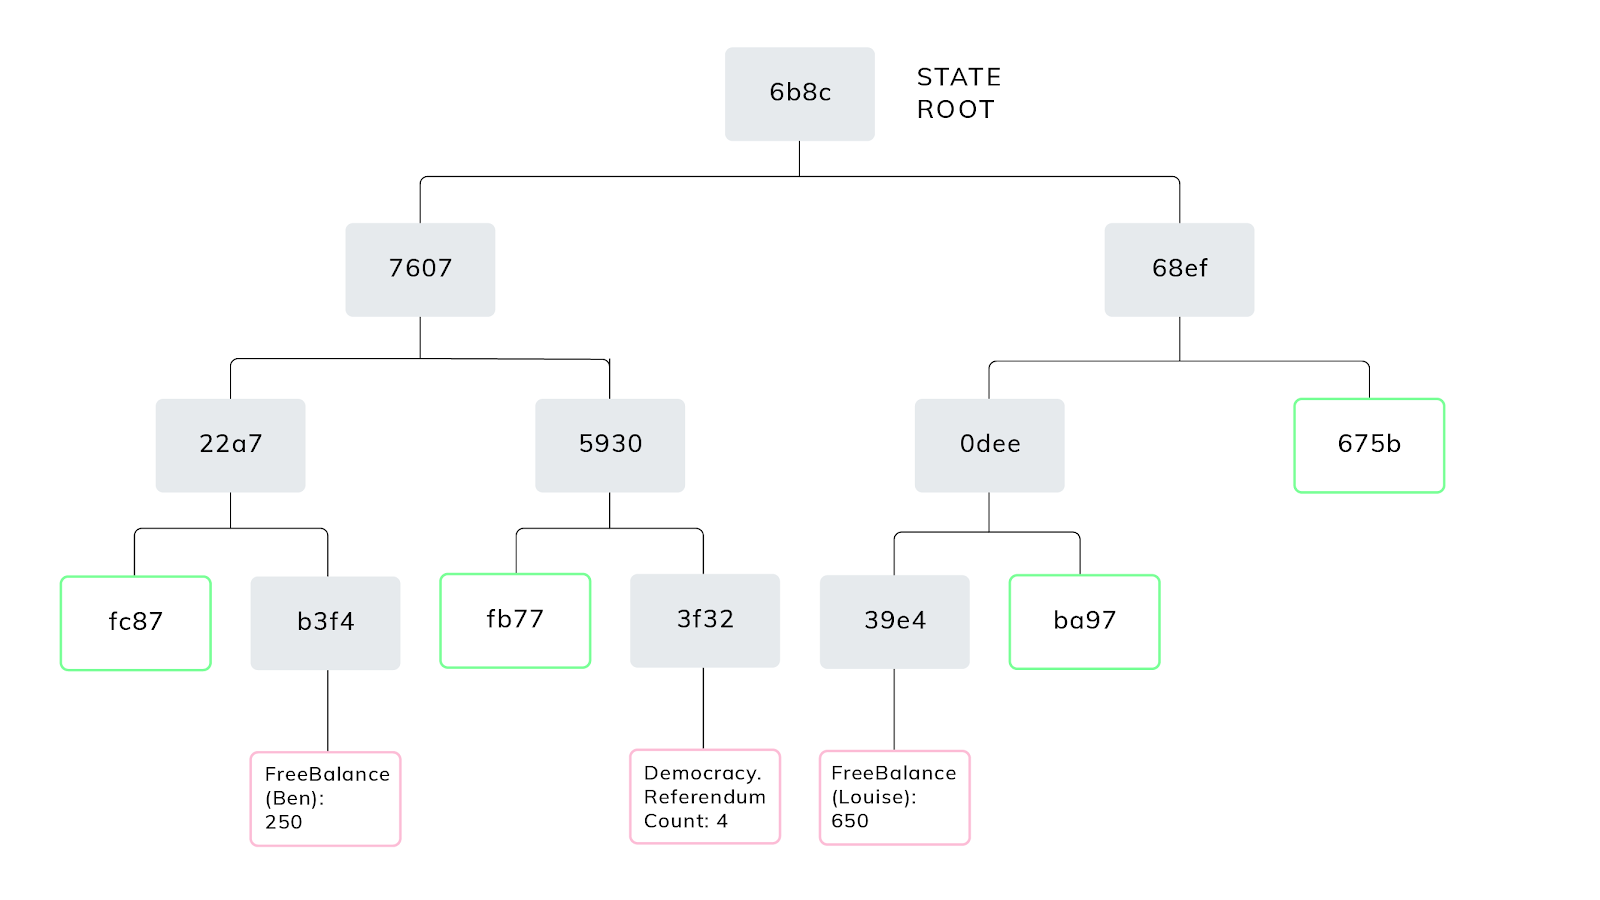 6b8c
STATE
ROOT
7607
68ef
22a7
5930
0dee
675b
fc87
b3f4
fb77
3f32
39e4
ba97
FreeBalance
(Ben):
250
Democracy.
Referendum
Count: 4
FreeBalance
(Louise):
650